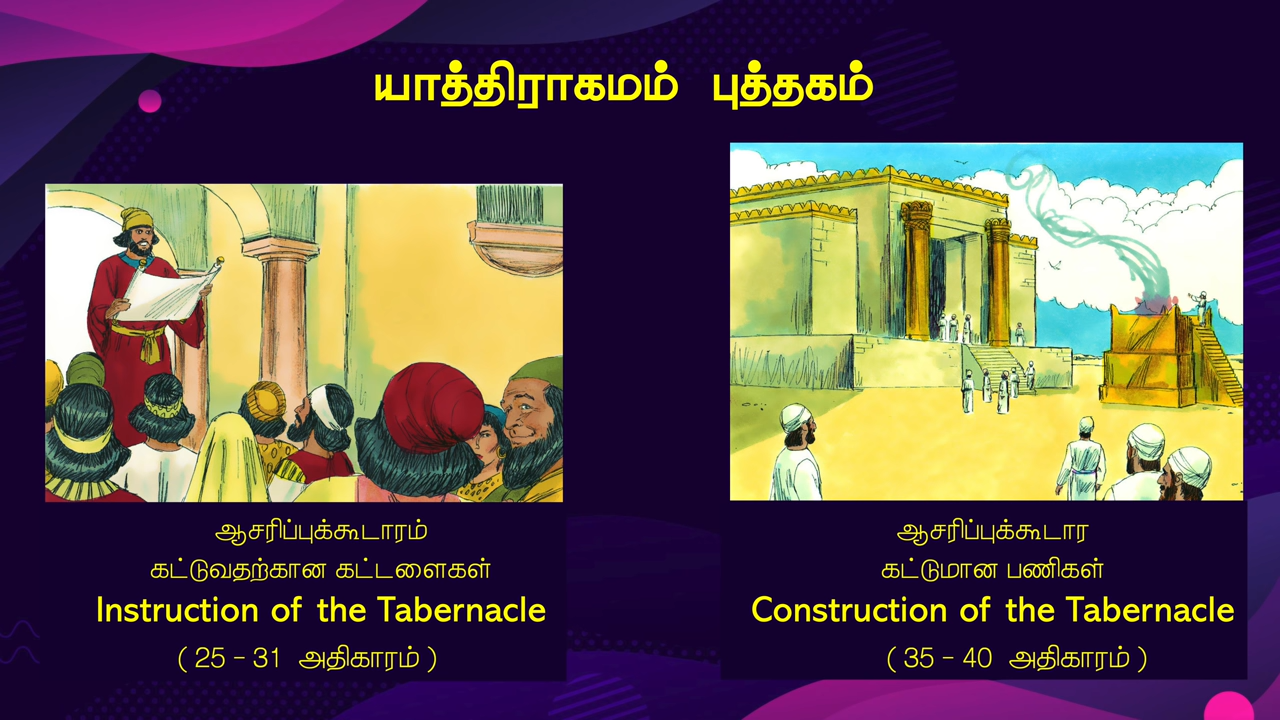 யாத்திராகமம் புத்தகம்
ஆசரிப்புக்கூடாரம்
கட்டுவதற்கான கட்டளைகள்
Instruction of the Tabernacle
( 25 - 31 அதிகாரம் )
ஆசரிப்புக்கூடார
கட்டுமான பணிகள்
Construction of the Tabernacle
( 35 - 40 அதிகாரம் )